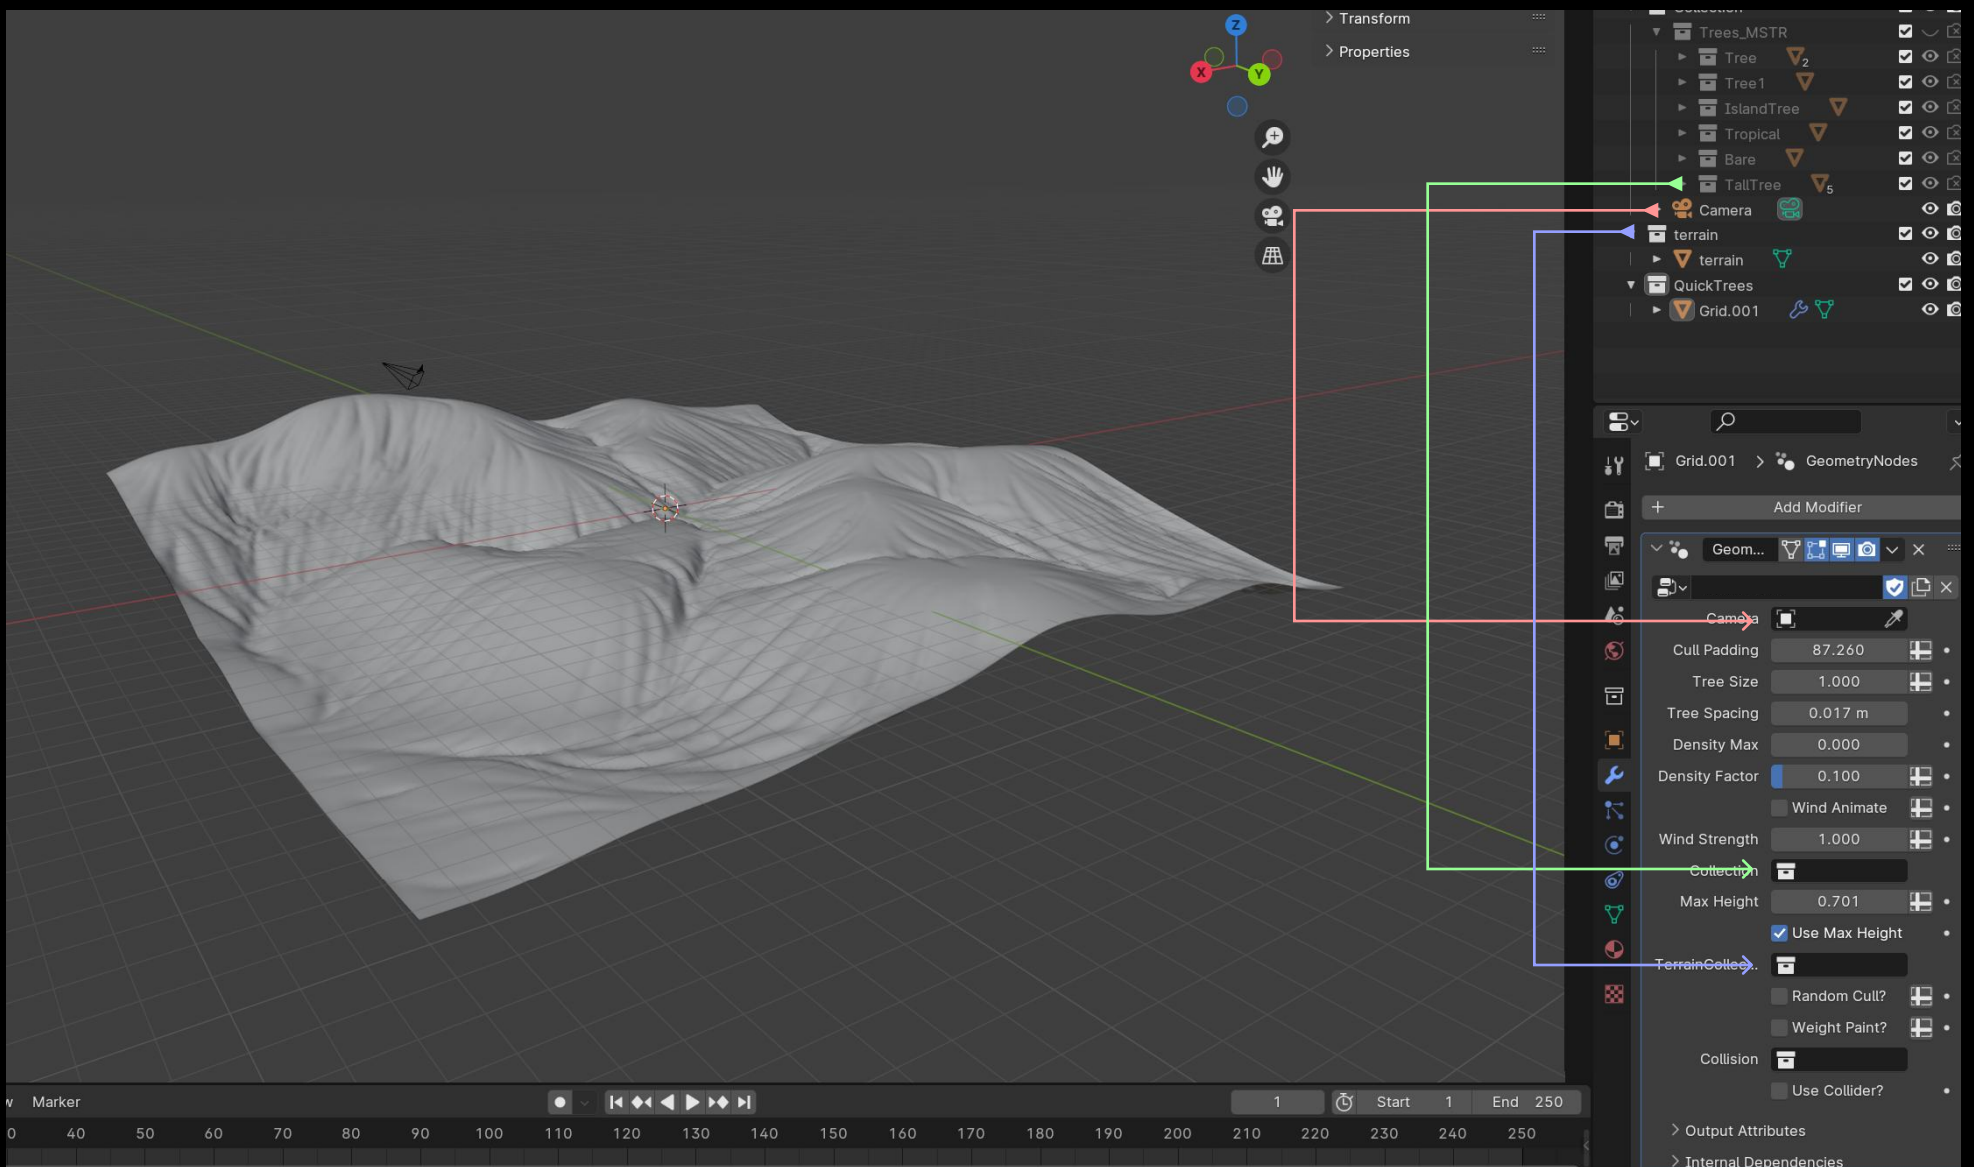 Transform
Properties
Z
X
Y
Collection
Trees_MSTR
Tree
2
Tree1
IslandTree
Tropical
Bare
TallTree
5
Camera
terrain
terrain
QuickTrees
Grid.001
Grid.001 > GeometryNodes
+ Add Modifier
Geom...
Camera
Cull Padding 87.260
Tree Size 1.000
Tree Spacing 0.017 m
Density Max 0.000
Density Factor 0.100
Wind Animate
Wind Strength 1.000
Collection
Max Height 0.701
Use Max Height
TerrainCollec..
Random Cull?
Weight Paint?
Collision
Use Collider?
Output Attributes
Internal Dependencies
Marker
1 Start 1 End 250
0 40 50 60 70 80 90 100 110 120 130 140 150 160 170 180 190 200 210 220 230 240 250